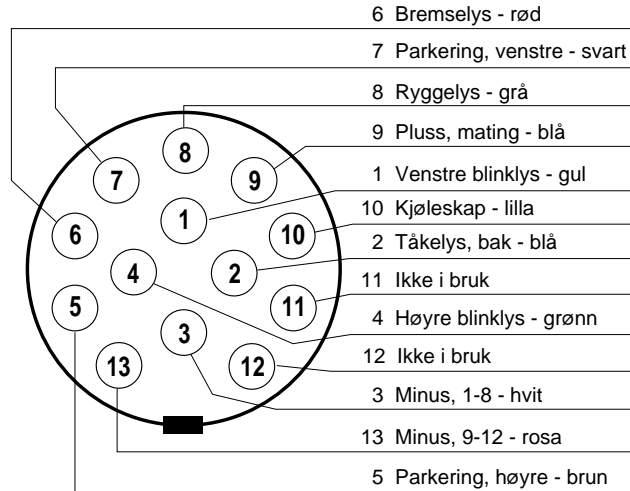 6 Bremselys - rød
7 Parkering, venstre - svart
8 Ryggelys - grå
9 Pluss, mating - blå
1 Venstre blinklys - gul
10 Kjøleskap - lilla
2 Tåkelys, bak - blå
11 Ikke i bruk
4 Høyre blinklys - grønn
12 Ikke i bruk
3 Minus, 1-8 - hvit
13 Minus, 9-12 - rosa
5 Parkering, høyre - brun
8
7
9
1
6
10
4
2
5
11
3
13
12